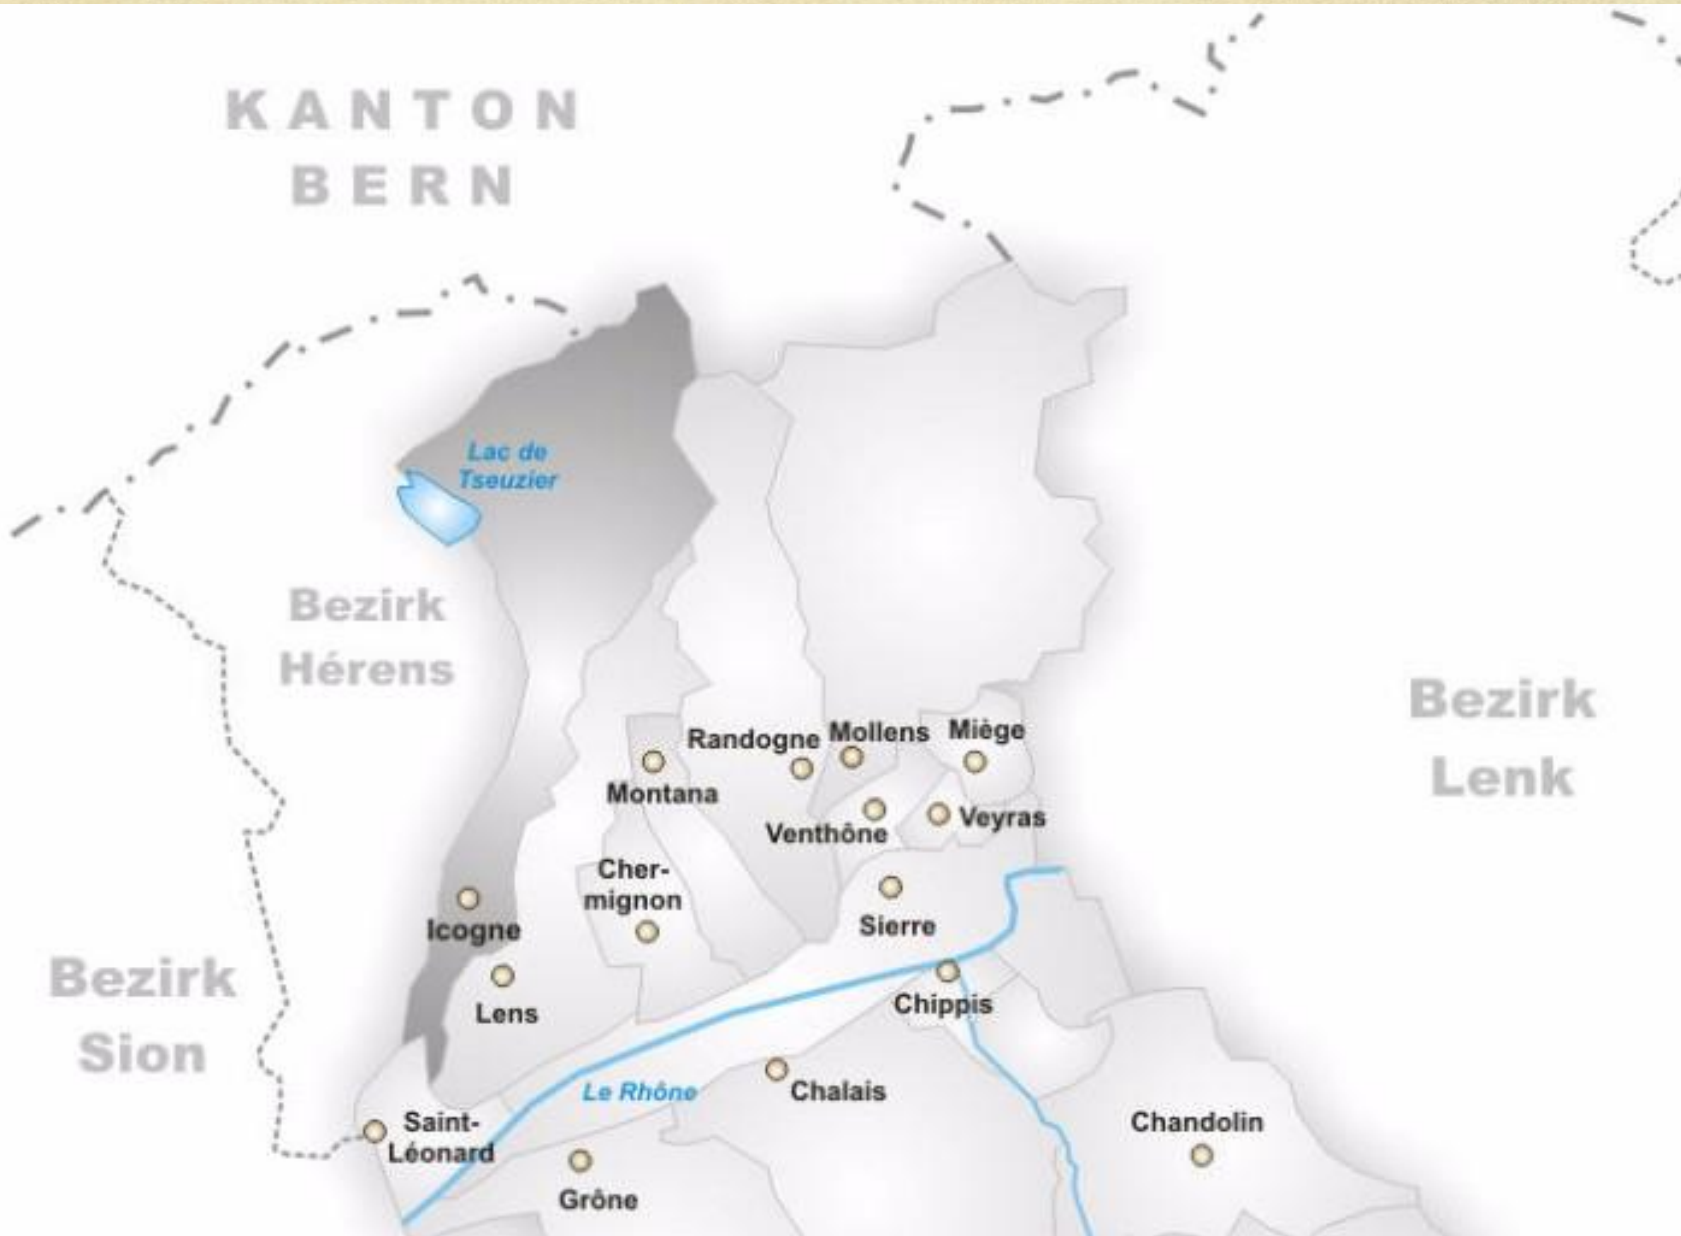 KANTON
BERN
Lac de
Tseuzier
Bezirk
Hérens
Bezirk
Lenk
Randogne
Mollens
Miège
Montana
Venthône
Veyras
Cher-
mignon
Icogne
Sierre
Bezirk
Sion
Lens
Chippis
Le Rhône
Chalais
Saint-
Léonard
Chandolin
Grône